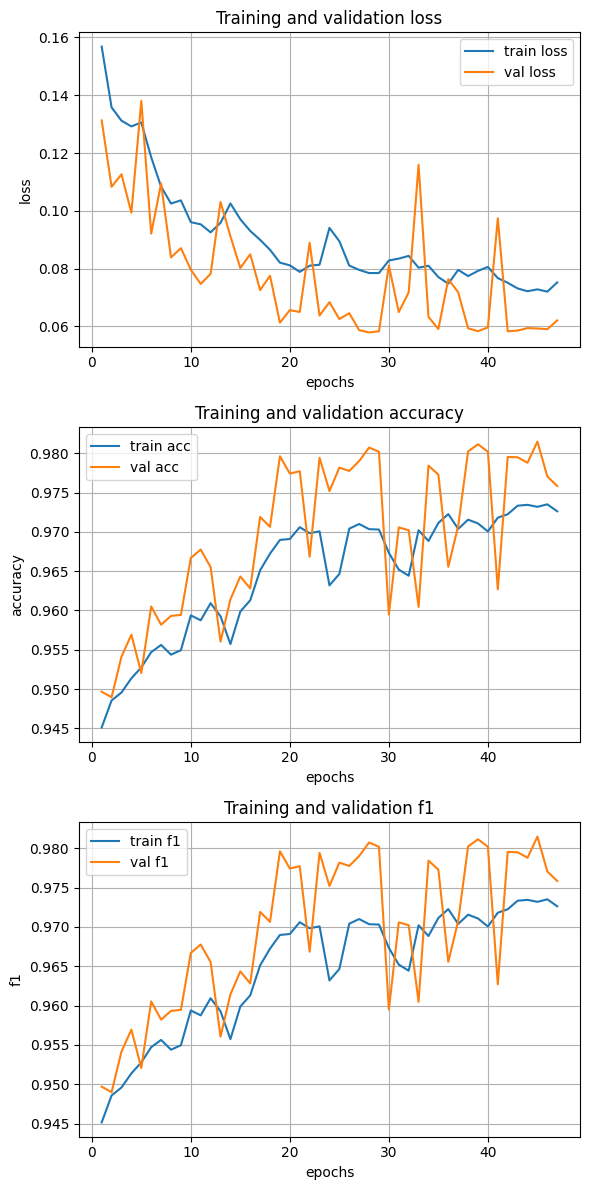 Training and validation loss
0.16
0.14
0.12
0.10
0.08
0.06
loss
train loss
val loss
0
10
20
30
40
epochs
Training and validation accuracy
0.980
0.975
0.970
0.965
0.960
0.955
0.950
0.945
accuracy
train acc
val acc
0
10
20
30
40
epochs
Training and validation f1
0.980
0.975
0.970
0.965
0.960
0.955
0.950
0.945
f1
train f1
val f1
0
10
20
30
40
epochs